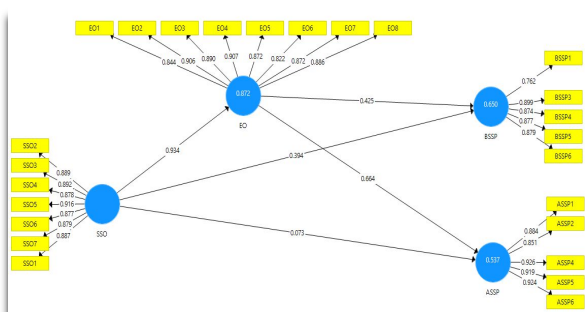 EO1 EO2 EO3 EO4 EO5 EO6 EO7 EO8
0.844 0.906 0.890 0.907 0.872 0.822 0.872 0.886
0.872
EO
BSSP1
BSSP3
BSSP4
BSSP5
BSSP6
0.762
0.899
0.874
0.877
0.879
0.650
BSSP
0.425
0.394
0.934
0.664
0.073
SSO2
SSO3
SSO4
SSO5
SSO6
SSO7
SSO1
0.889
0.892
0.878
0.916
0.877
0.879
0.887
SSO
ASSP1
ASSP2
ASSP4
ASSP5
ASSP6
0.884
0.851
0.926
0.919
0.924
0.537
ASSP